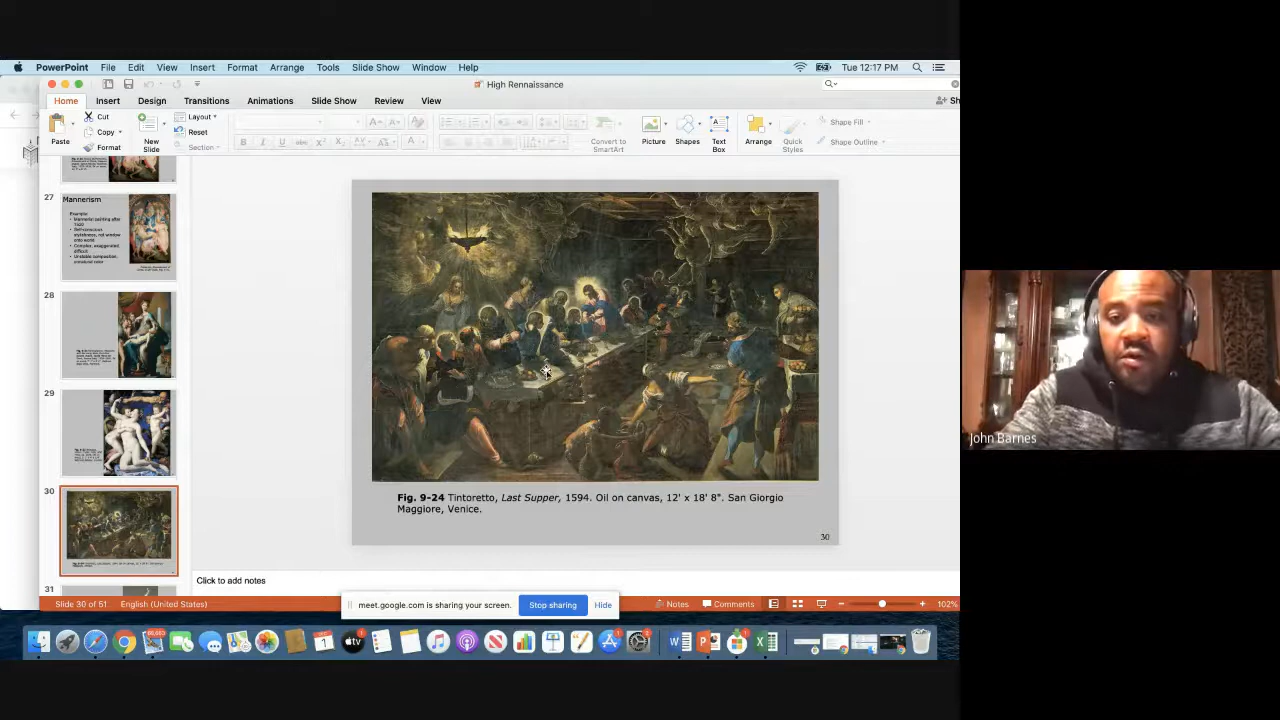 PowerPoint File Edit View Insert Format Arrange Tools Slide Show Window Help Tue 12:17 PM
High Rennaissance
Home Insert Design Transitions Animations Slide Show Review View
Paste
Cut
Copy
Format
New
Slide
Layout
Reset
Section
Convert to
SmartArt
Picture
Shapes
Text
Box
Arrange
Quick
Styles
Shape Fill
Shape Outline
27
Mannerism
28
29
30
31
Fig. 9-24 Tintoretto, Last Supper, 1594. Oil on canvas, 12' x 18' 8". San Giorgio
Maggiore, Venice.
30
Click to add notes
meet.google.com is sharing your screen. Stop sharing Hide
Slide 30 of 51 English (United States) Notes Comments 102%
tv
John Barnes